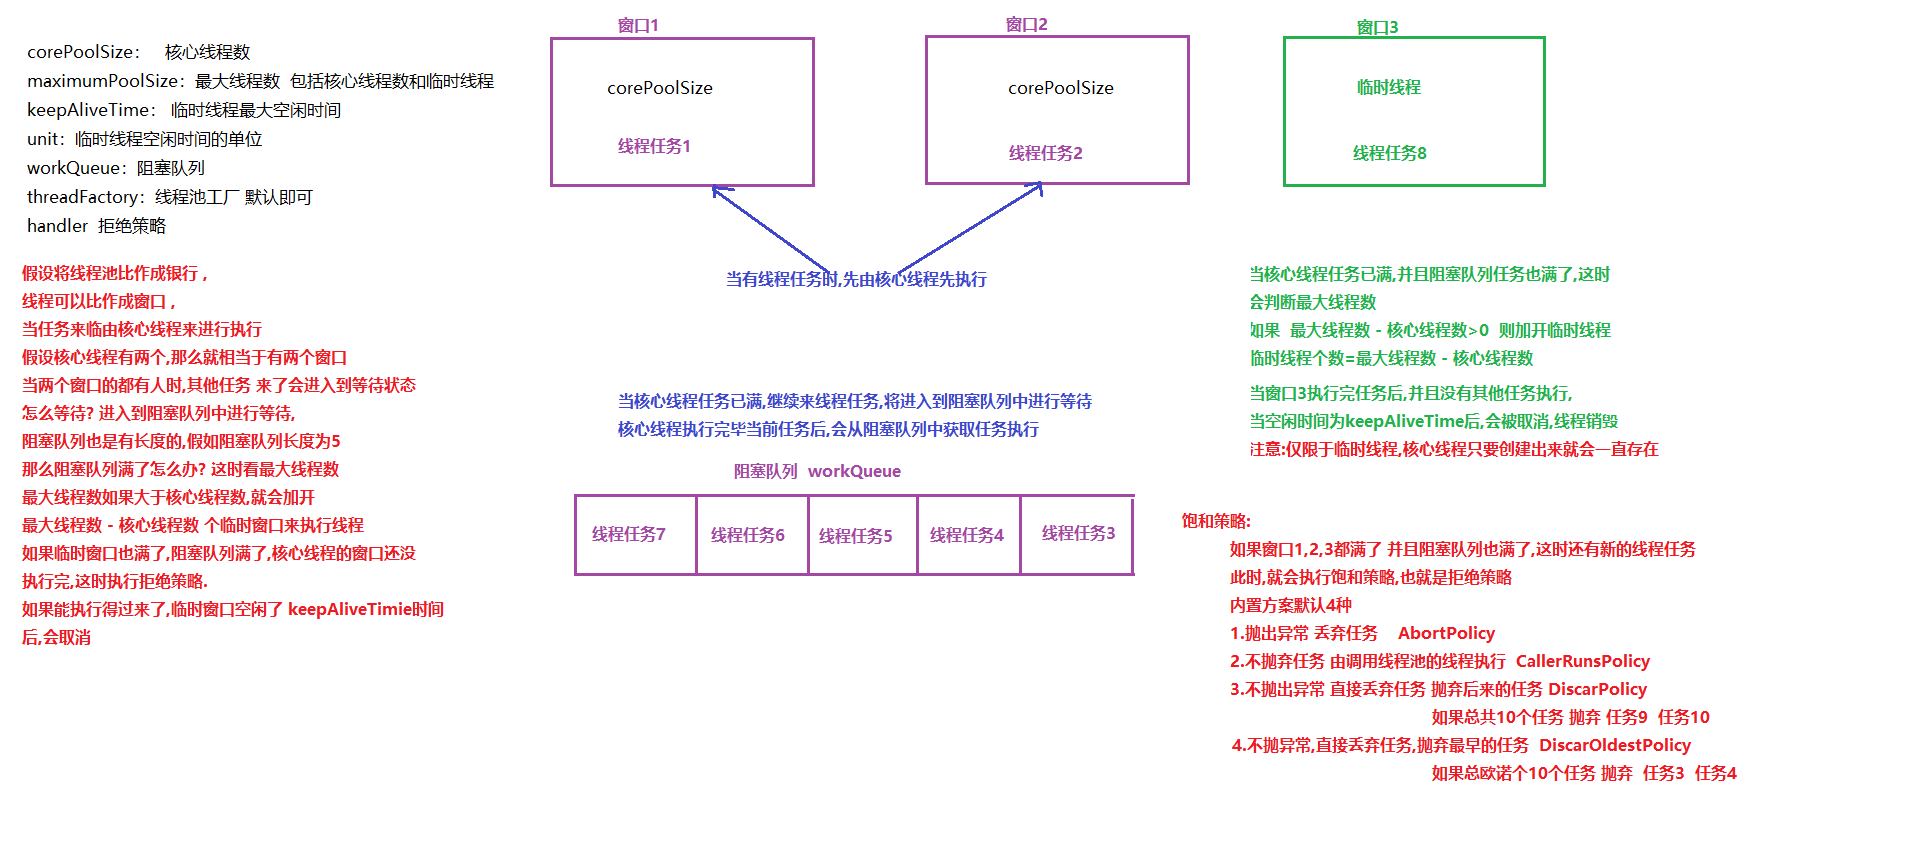 corePoolSize： 核心线程数
maximumPoolSize：最大线程数 包括核心线程数和临时线程
keepAliveTime： 临时线程最大空闲时间
unit：临时线程空闲时间的单位
workQueue：阻塞队列
threadFactory：线程池工厂 默认即可
handler 拒绝策略
假设将线程池比作成银行 ,
线程可以比作成窗口 ,
当任务来临由核心线程来进行执行
假设核心线程有两个,那么就相当于有两个窗口
当两个窗口的都有人时,其他任务 来了会进入到等待状态
怎么等待? 进入到阻塞队列中进行等待,
阻塞队列也是有长度的,假如阻塞队列长度为5
那么阻塞队列满了怎么办? 这时看最大线程数
最大线程数如果大于核心线程数,就会加开
最大线程数 - 核心线程数 个临时窗口来执行线程
如果临时窗口也满了,阻塞队列满了,核心线程的窗口还没
执行完,这时执行拒绝策略.
如果能执行得过来了,临时窗口空闲了 keepAliveTimie时间
后,会取消
窗口1
corePoolSize
线程任务1
窗口2
corePoolSize
线程任务2
窗口3
临时线程
线程任务8
当有线程任务时,先由核心线程先执行
当核心线程任务已满,继续来线程任务,将进入到阻塞队列中进行等待
核心线程执行完毕当前任务后,会从阻塞队列中获取任务执行
阻塞队列 workQueue
线程任务7
线程任务6
线程任务5
线程任务4
线程任务3
当核心线程任务已满,并且阻塞队列任务也满了,这时
会判断最大线程数
如果 最大线程数 - 核心线程数>0 则加开临时线程
临时线程个数=最大线程数 - 核心线程数
当窗口3执行完任务后,并且没有其他任务执行,
当空闲时间为keepAliveTime后,会被取消,线程销毁
注意:仅限于临时线程,核心线程只要创建出来就会一直存在
饱和策略:
如果窗口1,2,3都满了 并且阻塞队列也满了,这时还有新的线程任务
此时,就会执行饱和策略,也就是拒绝策略
内置方案默认4种
1.抛出异常 丢弃任务 AbortPolicy
2.不抛弃任务 由调用线程池的线程执行 CallerRunsPolicy
3.不抛出异常 直接丢弃任务 抛弃后来的任务 DiscarPolicy
如果总共10个任务 抛弃 任务9 任务10
4.不抛异常,直接丢弃任务,抛弃最早的任务 DiscarOldestPolicy
如果总欧诺个10个任务 抛弃 任务3 任务4